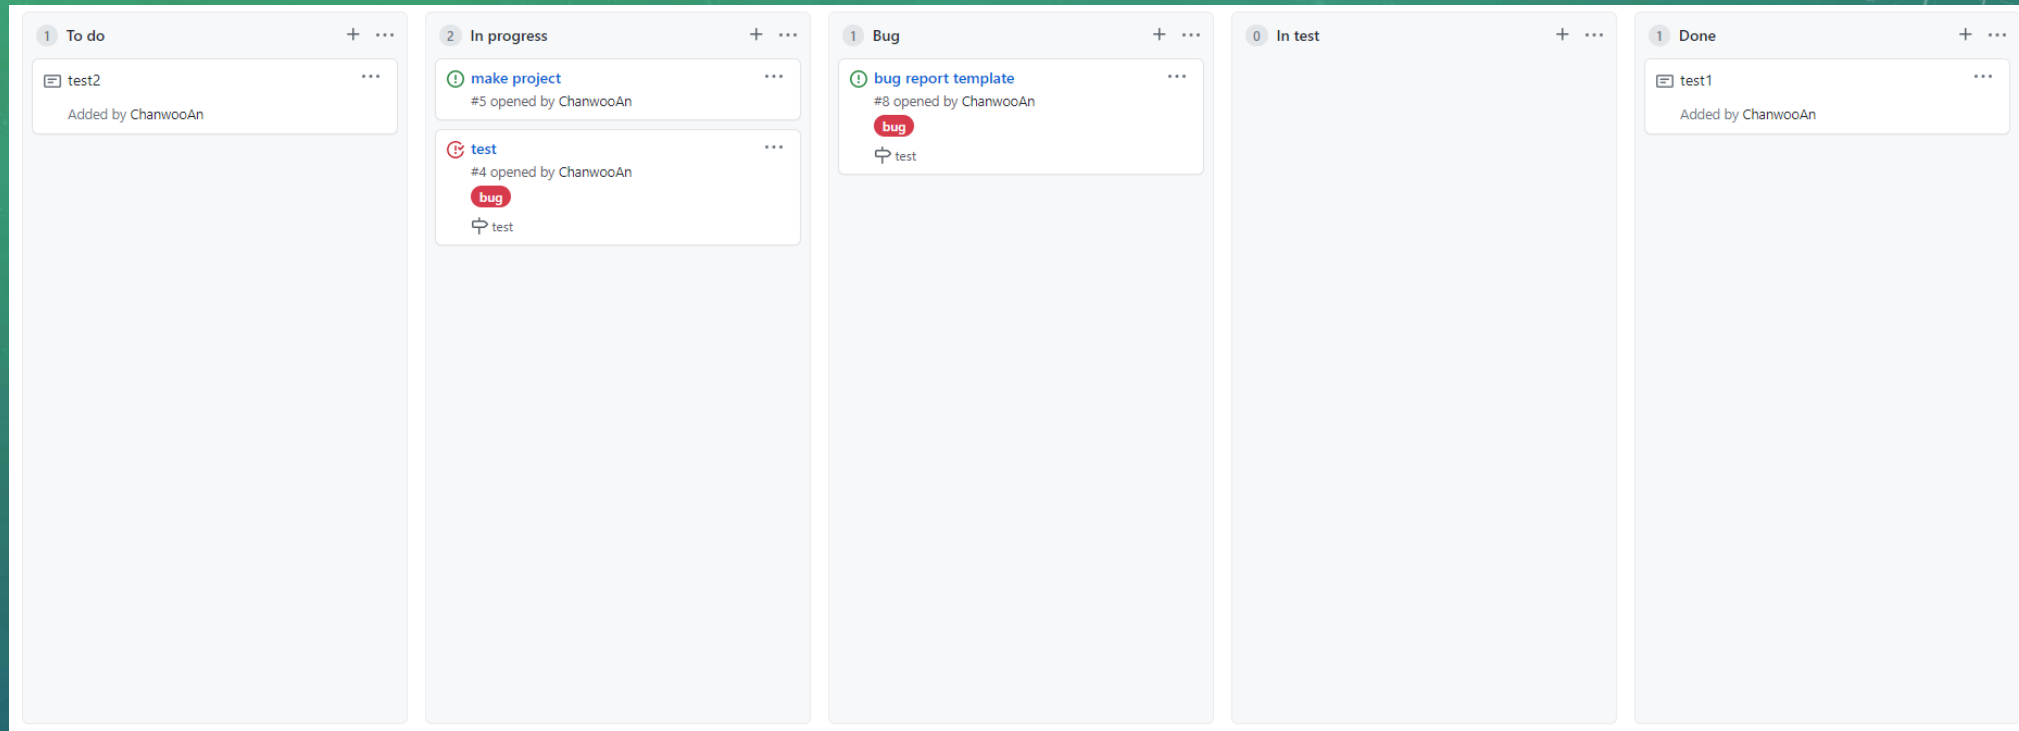 1 To do
test2
Added by ChanwooAn
2 In progress
make project
#5 opened by ChanwooAn
test
#4 opened by ChanwooAn
bug
test
1 Bug
bug report template
#8 opened by ChanwooAn
bug
test
0 In test
1 Done
test1
Added by ChanwooAn